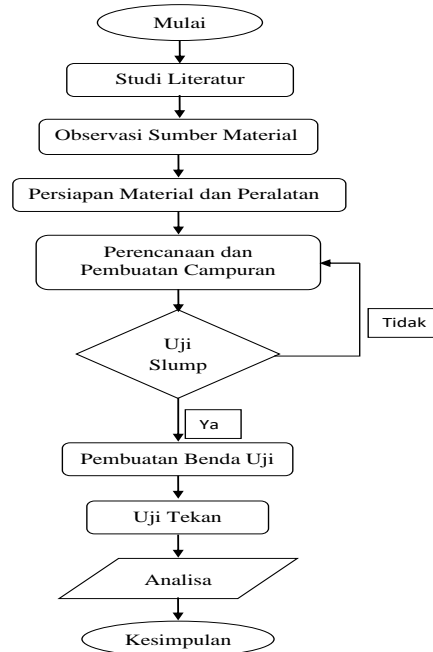 Mulai
Studi Literatur
Observasi Sumber Material
Persiapan Material dan Peralatan
Perencanaan dan
Pembuatan Campuran
Tidak
Uji
Slump
Ya
Pembuatan Benda Uji
Uji Tekan
Analisa
Kesimpulan